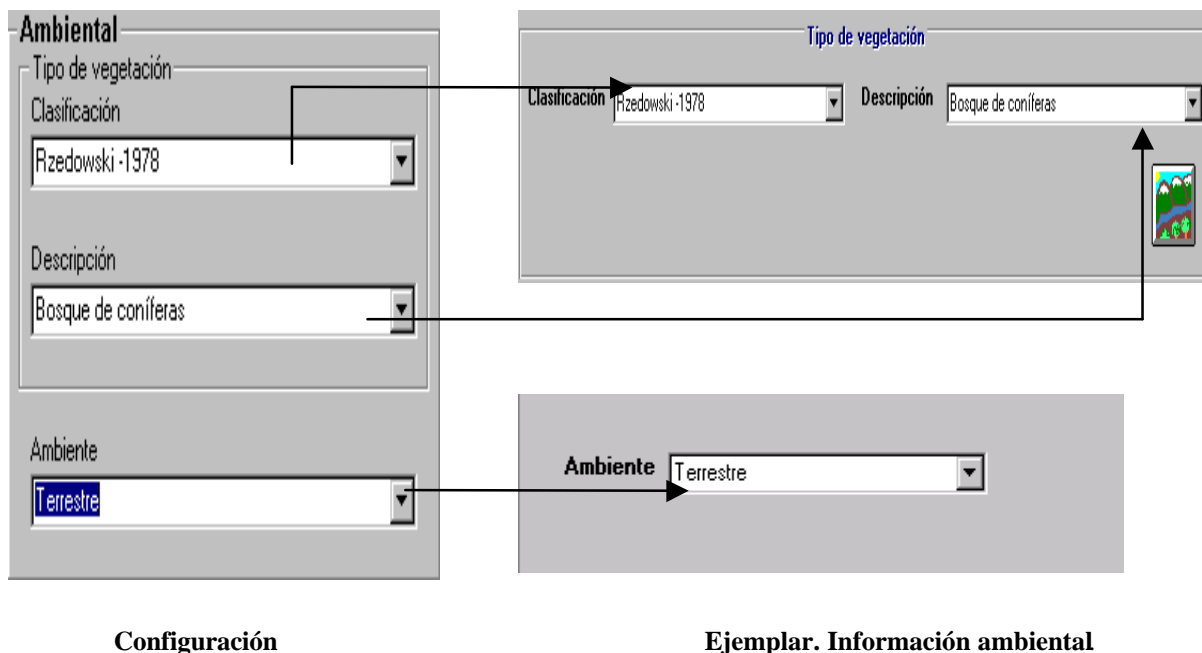 Ambiental
Tipo de vegetación
Clasificación
Rzedowski -1978
Descripción
Bosque de coníferas
Ambiente
Terrestre
Tipo de vegetación
Clasificación Rzedowski -1978 Descripción Bosque de coníferas
Ambiente Terrestre
Configuración
Ejemplar. Información ambiental